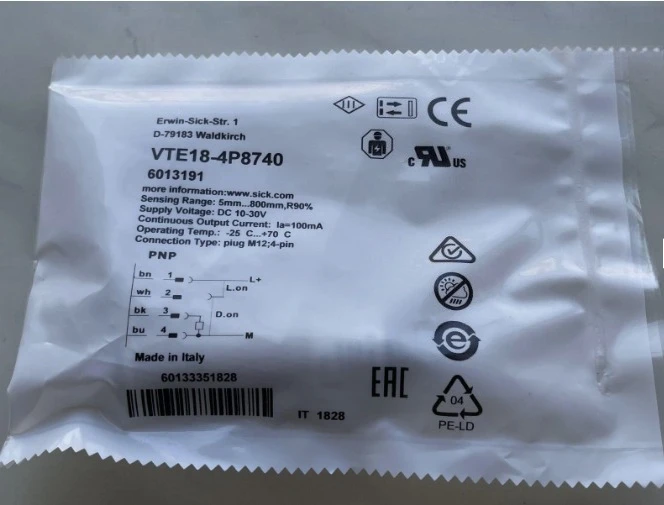 Erwin-Sick-Str. 1
D-79183 Waldkirch
VTE18-4P8740
6013191
more information:www.sick.com
Sensing Range: 5mm...800mm,R90%
Supply Voltage: DC 10-30V
Continuous Output Current: Ia=100mA
Operating Temp.: -25 C...+70 C
Connection Type: plug M12;4-pin
PNP
bn 1 L+
wh 2 L.on
bk 3 D.on
bu 4 M
Made in Italy
60133351828
IT 1828
III
CE
c RU US
e
EAC
04
PE-LD